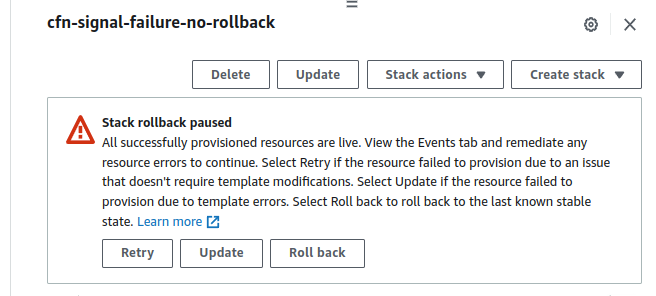 cfn-signal-failure-no-rollback
Delete
Update
Stack actions
Create stack
Stack rollback paused
All successfully provisioned resources are live. View the Events tab and remediate any
resource errors to continue. Select Retry if the resource failed to provision due to an issue
that doesn't require template modifications. Select Update if the resource failed to
provision due to template errors. Select Roll back to roll back to the last known stable
state. Learn more
Retry
Update
Roll back